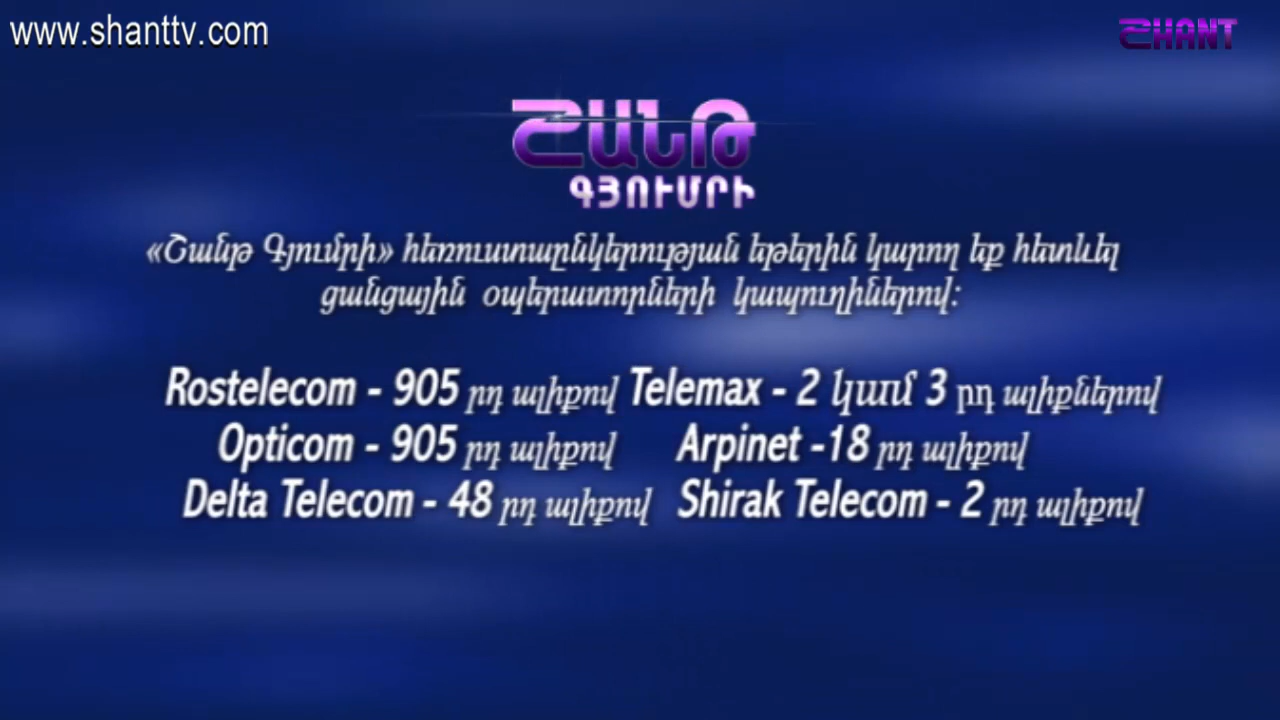 www.shanttv.com
SHANT
ՇԱՆԹ
ԳՅՈՒՄՐԻ
«Շանթ Գյումրի» հեռուստաընկերության եթերին կարող եք հետևել
ցանցային օպերատորների կապուղիներով:
Rostelecom - 905 րդ ալիքով Telemax - 2 կամ 3 րդ ալիքներով
Opticom - 905 րդ ալիքով Arpinet -18 րդ ալիքով
Delta Telecom - 48 րդ ալիքով Shirak Telecom - 2 րդ ալիքով